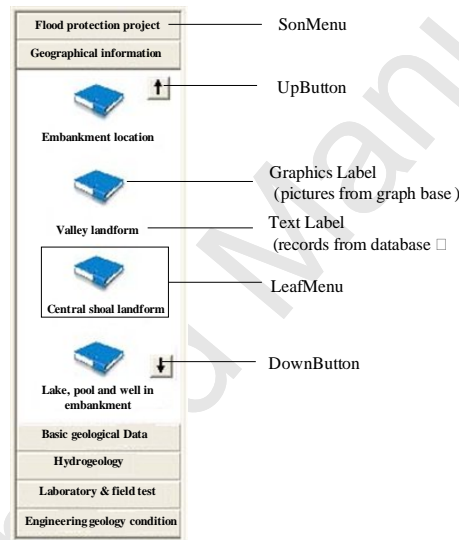 Flood protection project
SonMenu
Geographical information
UpButton
Embankment location
Graphics Label
(pictures from graph base)
Valley landform
Text Label
(records from database □
LeafMenu
Central shoal landform
DownButton
Lake, pool and well in
embankment
Basic geological Data
Hydrogeology
Laboratory & field test
Engineering geology condition